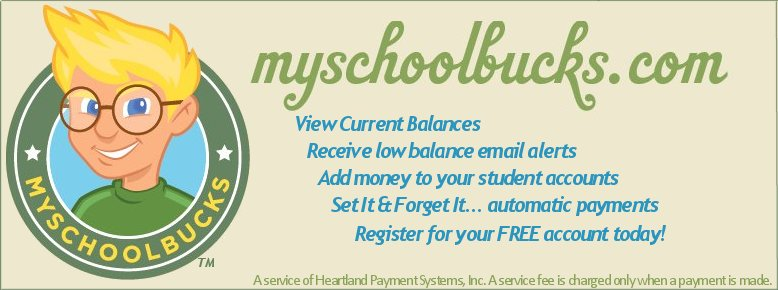 myschoolbucks.com
View Current Balances
Receive low balance email alerts
Add money to your student accounts
Set It & Forget It... automatic payments
Register for your FREE account today!
MYSCHOOLBUCKS
TM
A service of Heartland Payment Systems, Inc. A service fee is charged only when a payment is made.